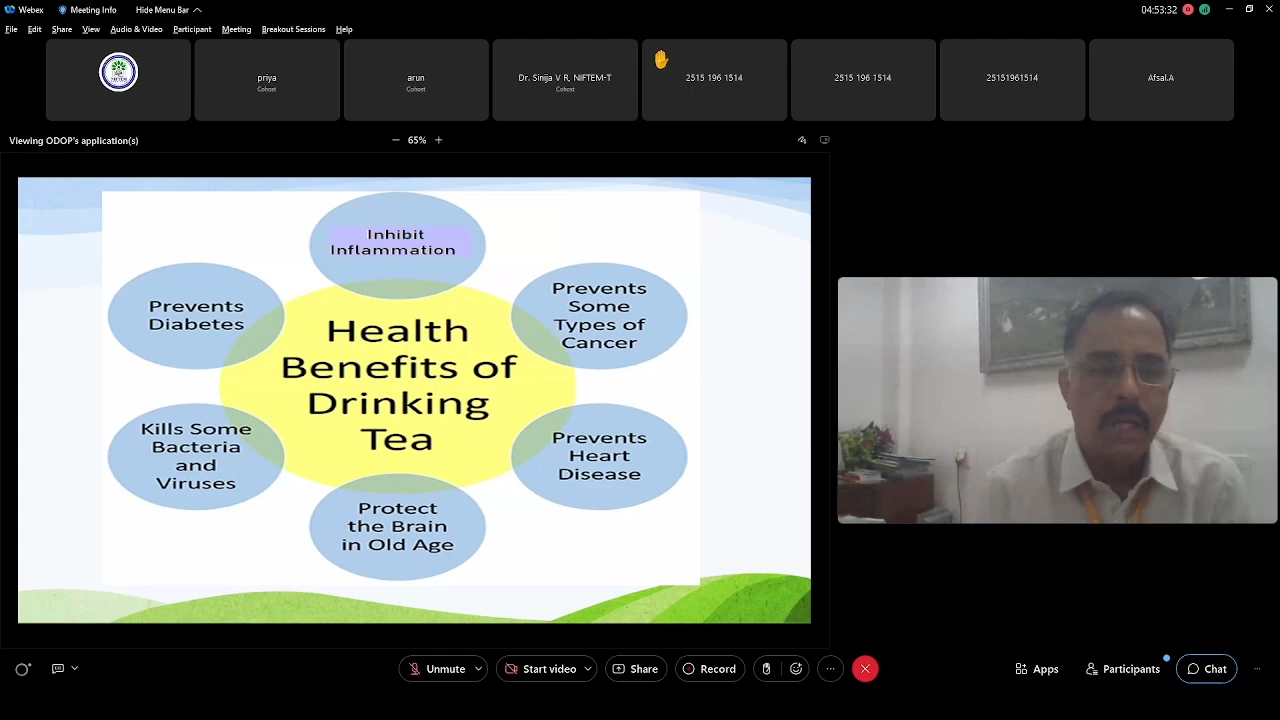 Webex
Meeting Info
Hide Menu Bar
04:53:32
File Edit Share View Audio & Video Participant Meeting Breakout Sessions Help
priya
Cohost
arun
Cohost
Dr. Sinija V R, NIFTEM-T
Cohost
2515 196 1514
2515 196 1514
25151961514
Afsal.A
Viewing ODOP's application(s)
65%
Inhibit
Inflammation
Prevents
Some
Types of
Cancer
Prevents
Heart
Disease
Protect
the Brain
in Old Age
Kills Some
Bacteria
and
Viruses
Prevents
Diabetes
Health
Benefits of
Drinking
Tea
Unmute
Start video
Share
Record
Apps
Participants
Chat